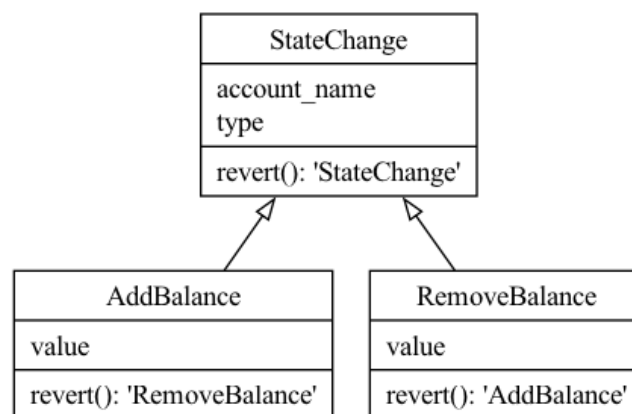 StateChange
account_name
type
revert(): 'StateChange'
AddBalance
value
revert(): 'RemoveBalance'
RemoveBalance
value
revert(): 'AddBalance'